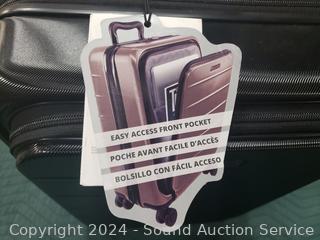 EASY ACCESS FRONT POCKET
POCHE AVANT FACILE D'ACCÈS
BOLSILLO CON FÁCIL ACCESO
Copyright 2024 - Sound Auction Service